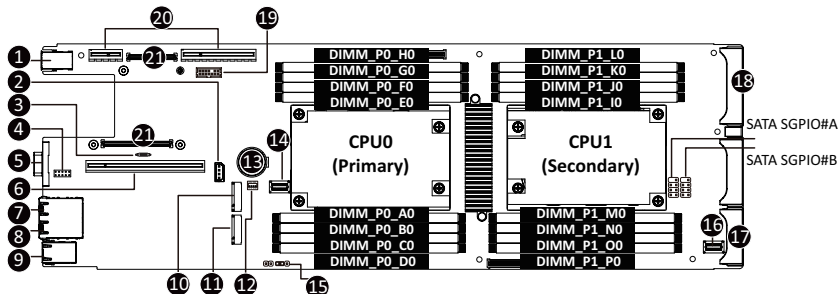 20
19
1
21
DIMM_P0_H0
DIMM_P1_L0
2
DIMM_P0_G0
DIMM_P1_K0
18
DIMM_P0_F0
DIMM_P1_J0
3
DIMM_P0_E0
DIMM_P1_I0
4
SATA SGPIO#A
21
14
CPU0
(Primary)
CPU1
(Secondary)
5
13
SATA SGPIO#B
6
7
DIMM_P0_A0
DIMM_P1_M0
8
DIMM_P0_B0
DIMM_P1_N0
16
17
DIMM_P0_C0
DIMM_P1_O0
9
DIMM_P0_D0
DIMM_P1_P0
10
11
12
15